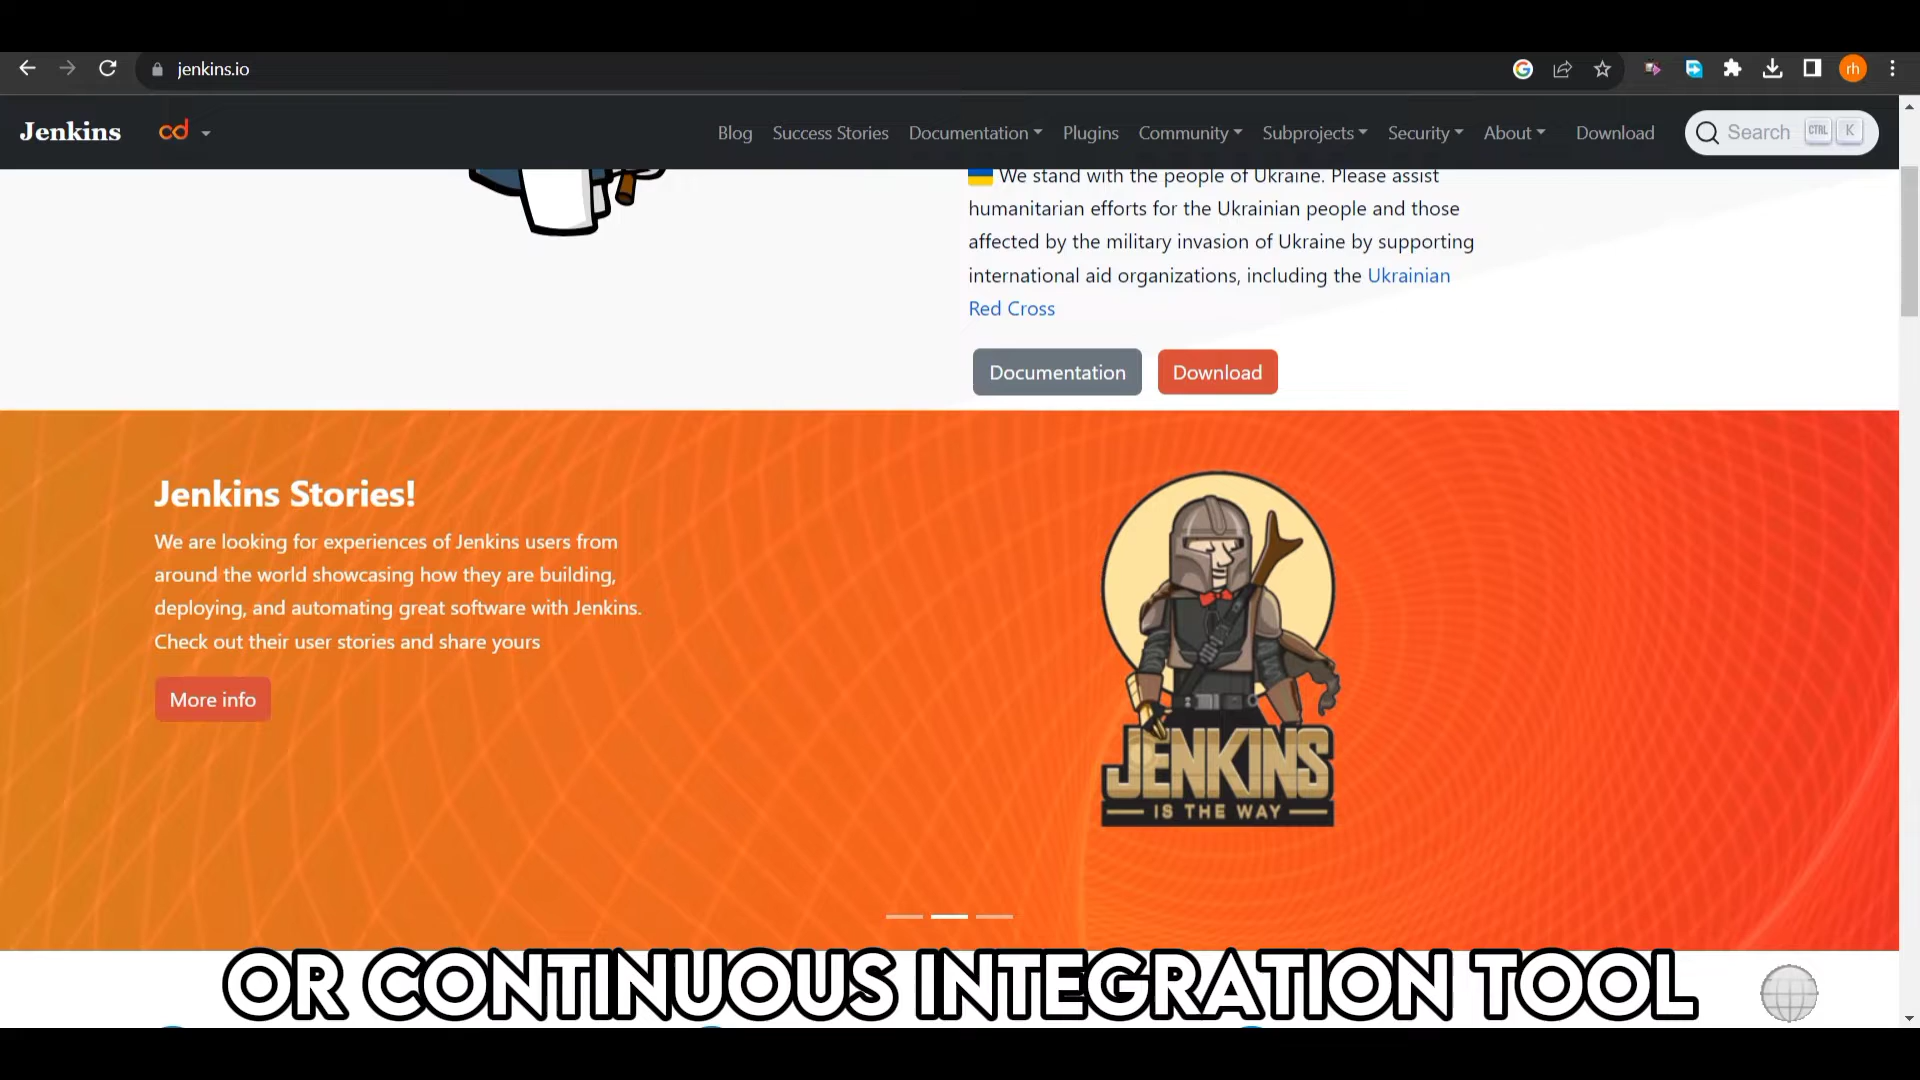 jenkins.io
rh
Jenkins
cd
Blog Success Stories Documentation Plugins Community Subprojects Security About Download
Search CTRL K
We stand with the people of Ukraine. Please assist
humanitarian efforts for the Ukrainian people and those
affected by the military invasion of Ukraine by supporting
international aid organizations, including the Ukrainian
Red Cross
Documentation Download
Jenkins Stories!
We are looking for experiences of Jenkins users from
around the world showcasing how they are building,
deploying, and automating great software with Jenkins.
Check out their user stories and share yours
More info
JENKINS
IS THE WAY
OR CONTINUOUS INTEGRATION TOOL